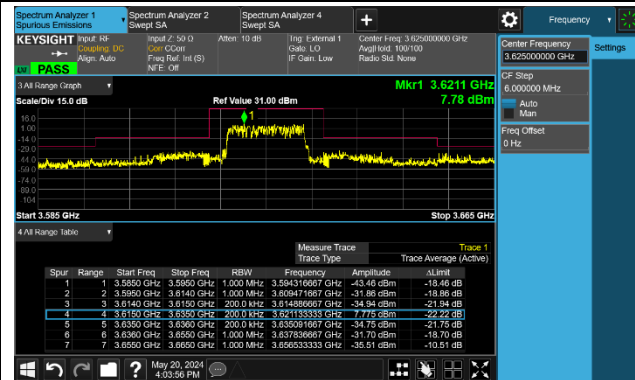 Spectrum Analyzer 1
Spurious Emissions
Spectrum Analyzer 2
Swept SA
Spectrum Analyzer 4
Swept SA
Frequency
KEYSIGHT
Input: RF
Coupling: DC
Align: Auto
Input Z: 50 Ω
Corr CCorr
Freq Ref: Int (S)
NFE: Off
Atten: 10 dB
Trig: External 1
Gate: LO
IF Gain: Low
Center Freq: 3.625000000 GHz
Avg|Hold: 100/100
Radio Std: None
PASS
Center Frequency
3.625000000 GHz
Settings
CF Step
6.000000 MHz
Auto
Man
Freq Offset
0 Hz
3 All Range Graph
Mkr1 3.6211 GHz
Scale/Div 15.0 dB
Ref Value 31.00 dBm
7.78 dBm
1
16.0
1.00
-14.0
-29.0
-44.0
-59.0
-74.0
-89.0
-104
Start 3.585 GHz
Stop 3.665 GHz
4 All Range Table
Measure Trace Trace 1
Trace Type Trace Average (Active)
Spur Range Start Freq Stop Freq RBW Frequency Amplitude ΔLimit
1 1 3.5850 GHz 3.5950 GHz 1.000 MHz 3.594316667 GHz -43.46 dBm -18.46 dB
2 2 3.5950 GHz 3.6140 GHz 1.000 MHz 3.609471667 GHz -31.86 dBm -18.86 dB
3 3 3.6140 GHz 3.6150 GHz 200.0 kHz 3.614886667 GHz -34.94 dBm -21.94 dB
4 4 3.6150 GHz 3.6350 GHz 200.0 kHz 3.621133333 GHz 7.775 dBm -22.22 dB
5 5 3.6350 GHz 3.6360 GHz 200.0 kHz 3.635091667 GHz -34.75 dBm -21.75 dB
6 6 3.6360 GHz 3.6550 GHz 1.000 MHz 3.637836667 GHz -31.70 dBm -18.70 dB
7 7 3.6550 GHz 3.6650 GHz 1.000 MHz 3.656533333 GHz -35.51 dBm -10.51 dB
May 20, 2024
4:03:56 PM